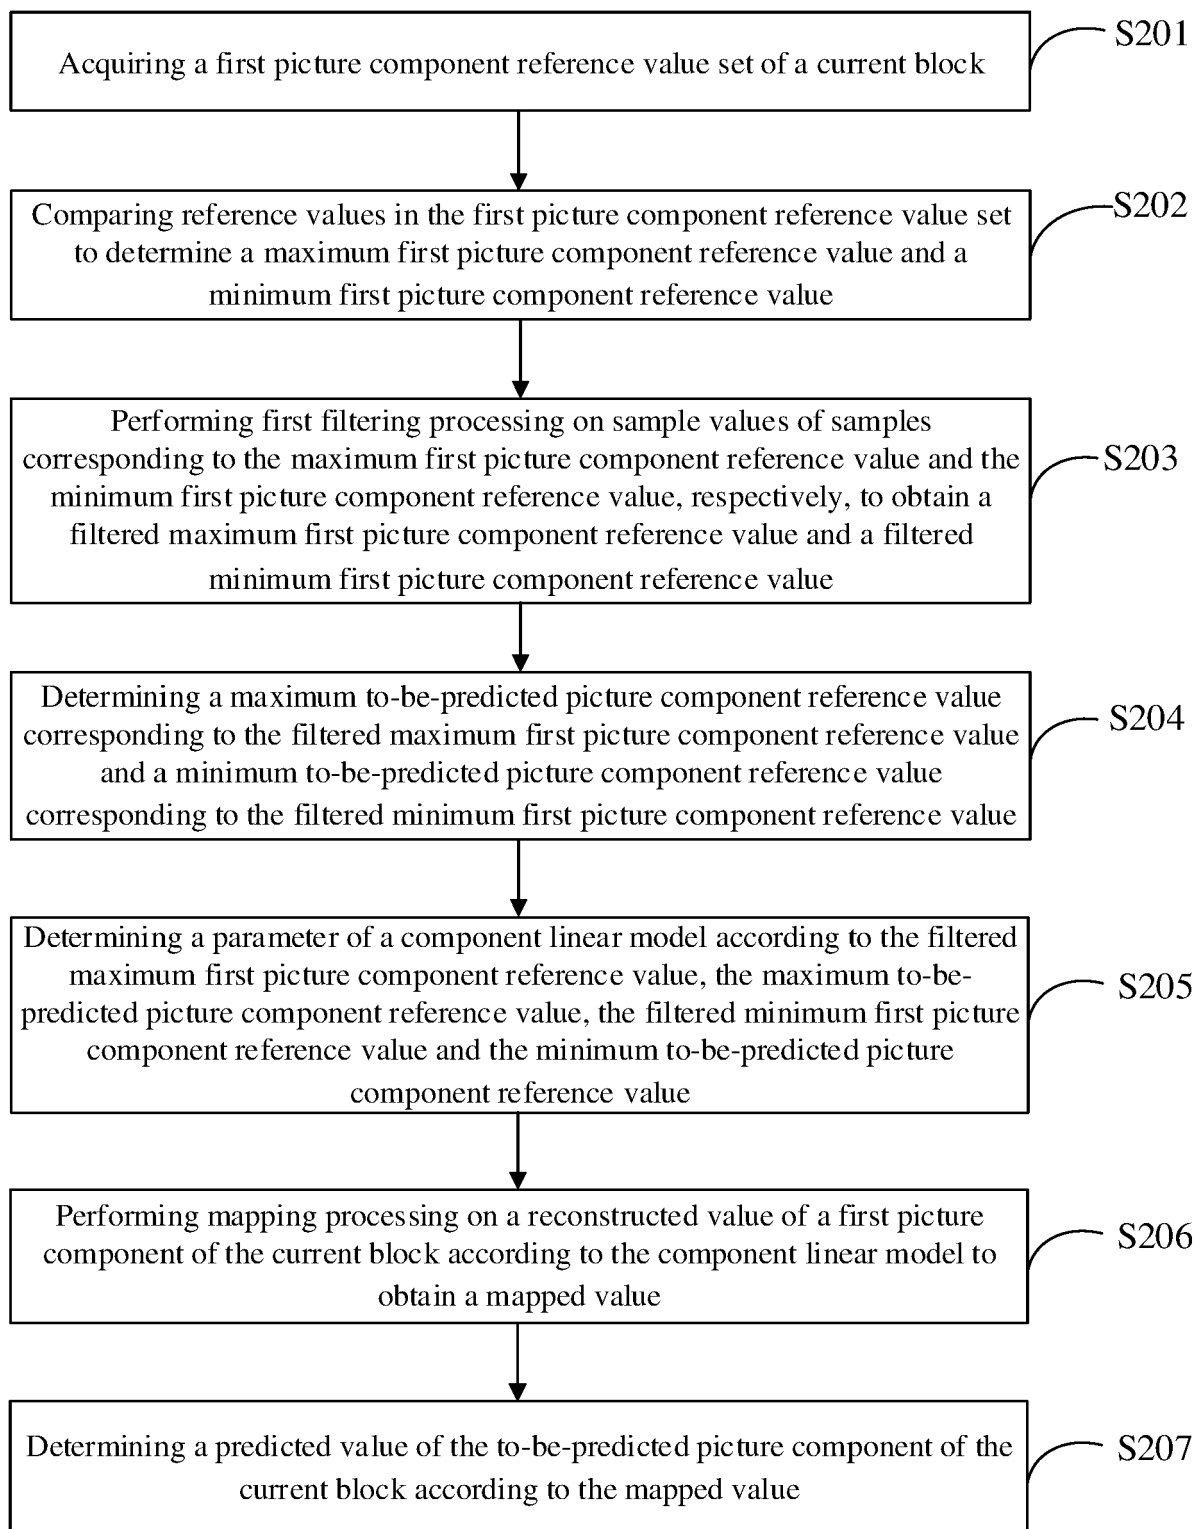 Acquiring a first picture component reference value set of a current block
S201
Comparing reference values in the first picture component reference value set
to determine a maximum first picture component reference value and a
minimum first picture component reference value
S202
Performing first filtering processing on sample values of samples
corresponding to the maximum first picture component reference value and the
minimum first picture component reference value, respectively, to obtain a
filtered maximum first picture component reference value and a filtered
minimum first picture component reference value
S203
Determining a maximum to-be-predicted picture component reference value
corresponding to the filtered maximum first picture component reference value
and a minimum to-be-predicted picture component reference value
corresponding to the filtered minimum first picture component reference value
S204
Determining a parameter of a component linear model according to the filtered
maximum first picture component reference value, the maximum to-be-
predicted picture component reference value, the filtered minimum first picture
component reference value and the minimum to-be-predicted picture
component reference value
S205
Performing mapping processing on a reconstructed value of a first picture
component of the current block according to the component linear model to
obtain a mapped value
S206
Determining a predicted value of the to-be-predicted picture component of the
current block according to the mapped value
S207